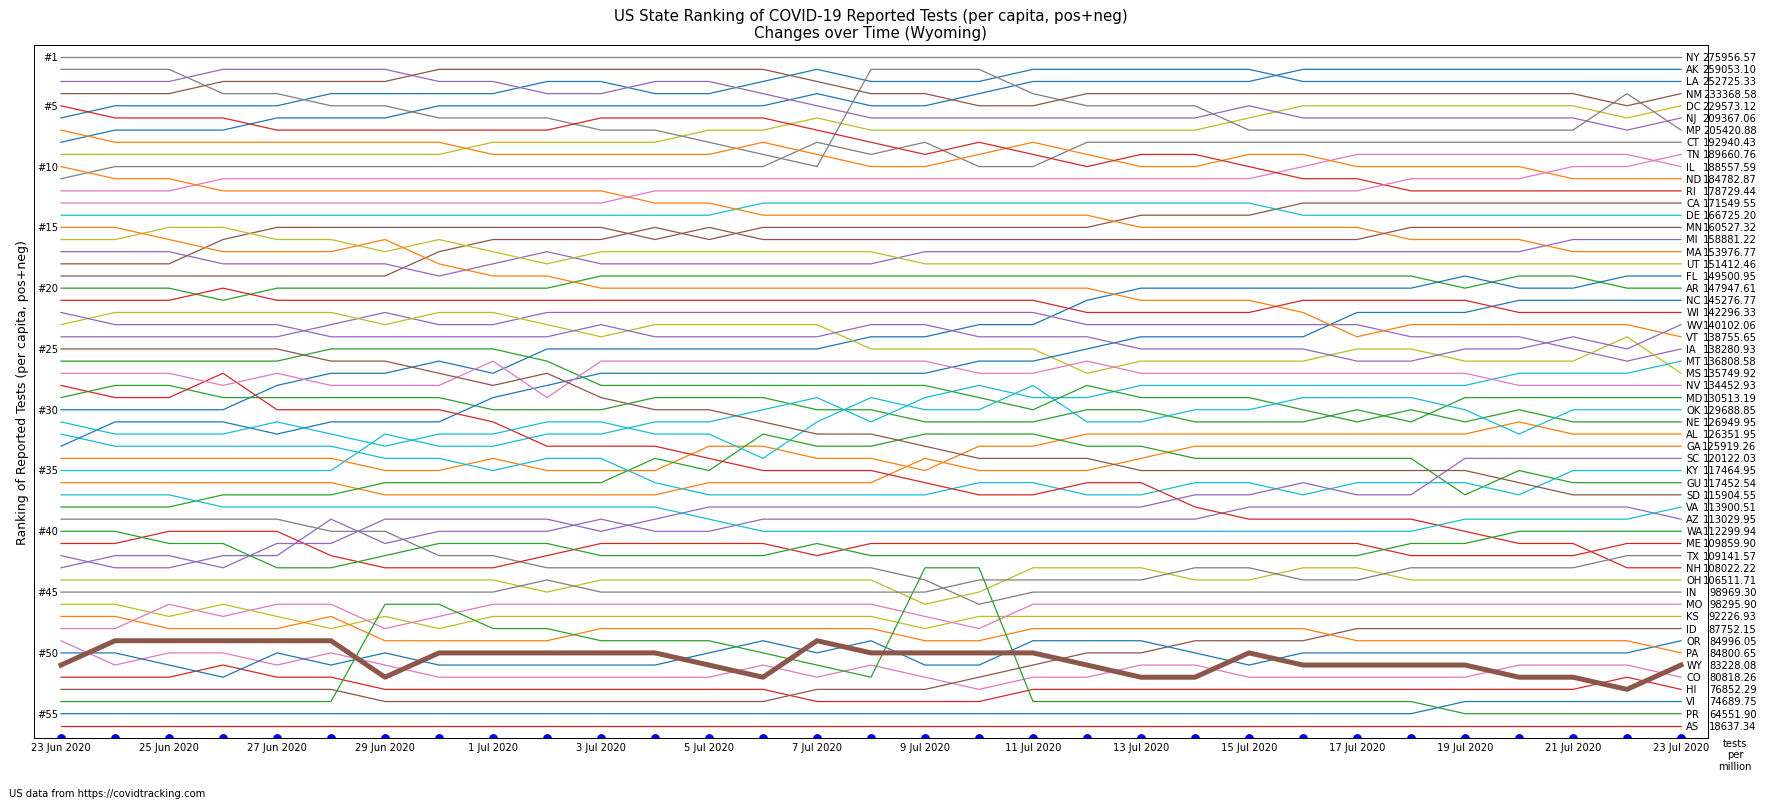 US State Ranking of COVID-19 Reported Tests (per capita, pos+neg)
Changes over Time (Wyoming)
Ranking of Reported Tests (per capita, pos+neg)
#1
#5
#10
#15
#20
#25
#30
#35
#40
#45
#50
#55
NY 275956.57
AK 259053.10
LA 252725.33
NM 233368.58
DC 229573.12
NJ 209367.06
MP 205420.88
CT 192940.43
TN 189660.76
IL 188557.59
ND 184782.87
RI 178729.44
CA 171549.55
DE 166725.20
MN 160527.32
MI 158881.22
MA 153976.77
UT 151412.46
FL 149500.95
AR 147947.61
NC 145276.77
WI 142296.33
WV 140102.06
VT 138755.65
IA 138280.93
MT 136808.58
MS 135749.92
NV 134452.93
MD 130513.19
OK 129688.85
NE 126949.95
AL 126351.95
GA 125919.26
SC 120122.03
KY 117464.95
GU 117452.54
SD 115904.55
VA 113900.51
AZ 113029.95
WA 112299.94
ME 109859.90
TX 109141.57
NH 108022.22
OH 106511.71
IN 98969.30
MO 98295.90
KS 92226.93
ID 87752.15
OR 84996.05
PA 84800.65
WY 83228.08
CO 80818.26
HI 76852.29
VI 74689.75
PR 64551.90
AS 18637.34
23 Jun 2020 25 Jun 2020 27 Jun 2020 29 Jun 2020 1 Jul 2020 3 Jul 2020 5 Jul 2020 7 Jul 2020 9 Jul 2020 11 Jul 2020 13 Jul 2020 15 Jul 2020 17 Jul 2020 19 Jul 2020 21 Jul 2020 23 Jul 2020
tests
per
million
US data from https://covidtracking.com